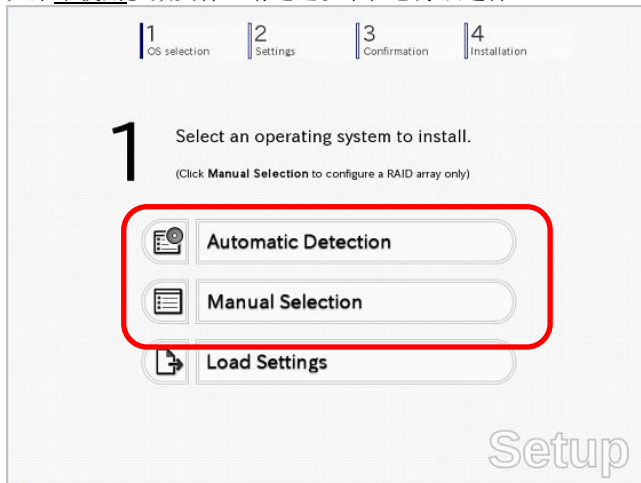 1
OS selection
2
Settings
3
Confirmation
4
Installation
1
Select an operating system to install.
(Click Manual Selection to configure a RAID array only)
Automatic Detection
Manual Selection
Load Settings
Setup